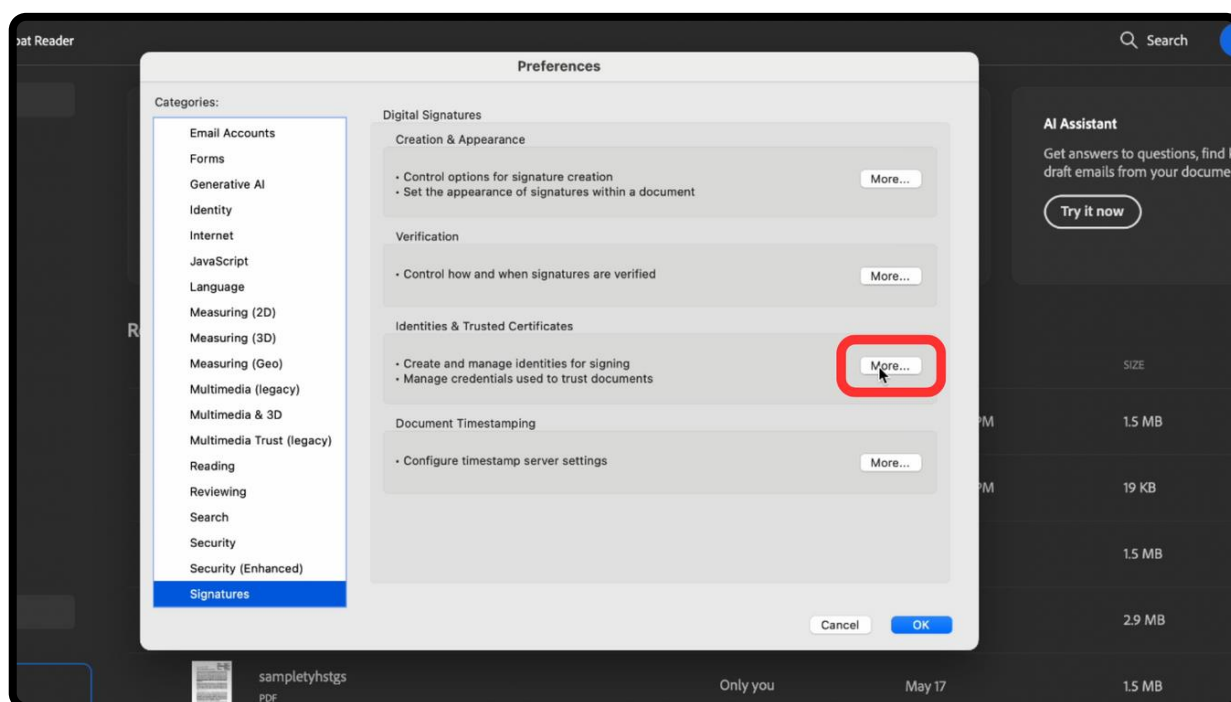 bat Reader
Search
Preferences
Categories:
Email Accounts
Forms
Generative AI
Identity
Internet
JavaScript
Language
Measuring (2D)
Measuring (3D)
Measuring (Geo)
Multimedia (legacy)
Multimedia & 3D
Multimedia Trust (legacy)
Reading
Reviewing
Search
Security
Security (Enhanced)
Signatures
Digital Signatures
Creation & Appearance
• Control options for signature creation
• Set the appearance of signatures within a document
More...
Verification
• Control how and when signatures are verified
More...
Identities & Trusted Certificates
• Create and manage identities for signing
• Manage credentials used to trust documents
More...
Document Timestamping
• Configure timestamp server settings
More...
Cancel
OK
AI Assistant
Get answers to questions, find
draft emails from your docume
Try it now
R
SIZE
PM 1.5 MB
PM 19 KB
1.5 MB
2.9 MB
sampletyhstgs
PDF
Only you
May 17
1.5 MB